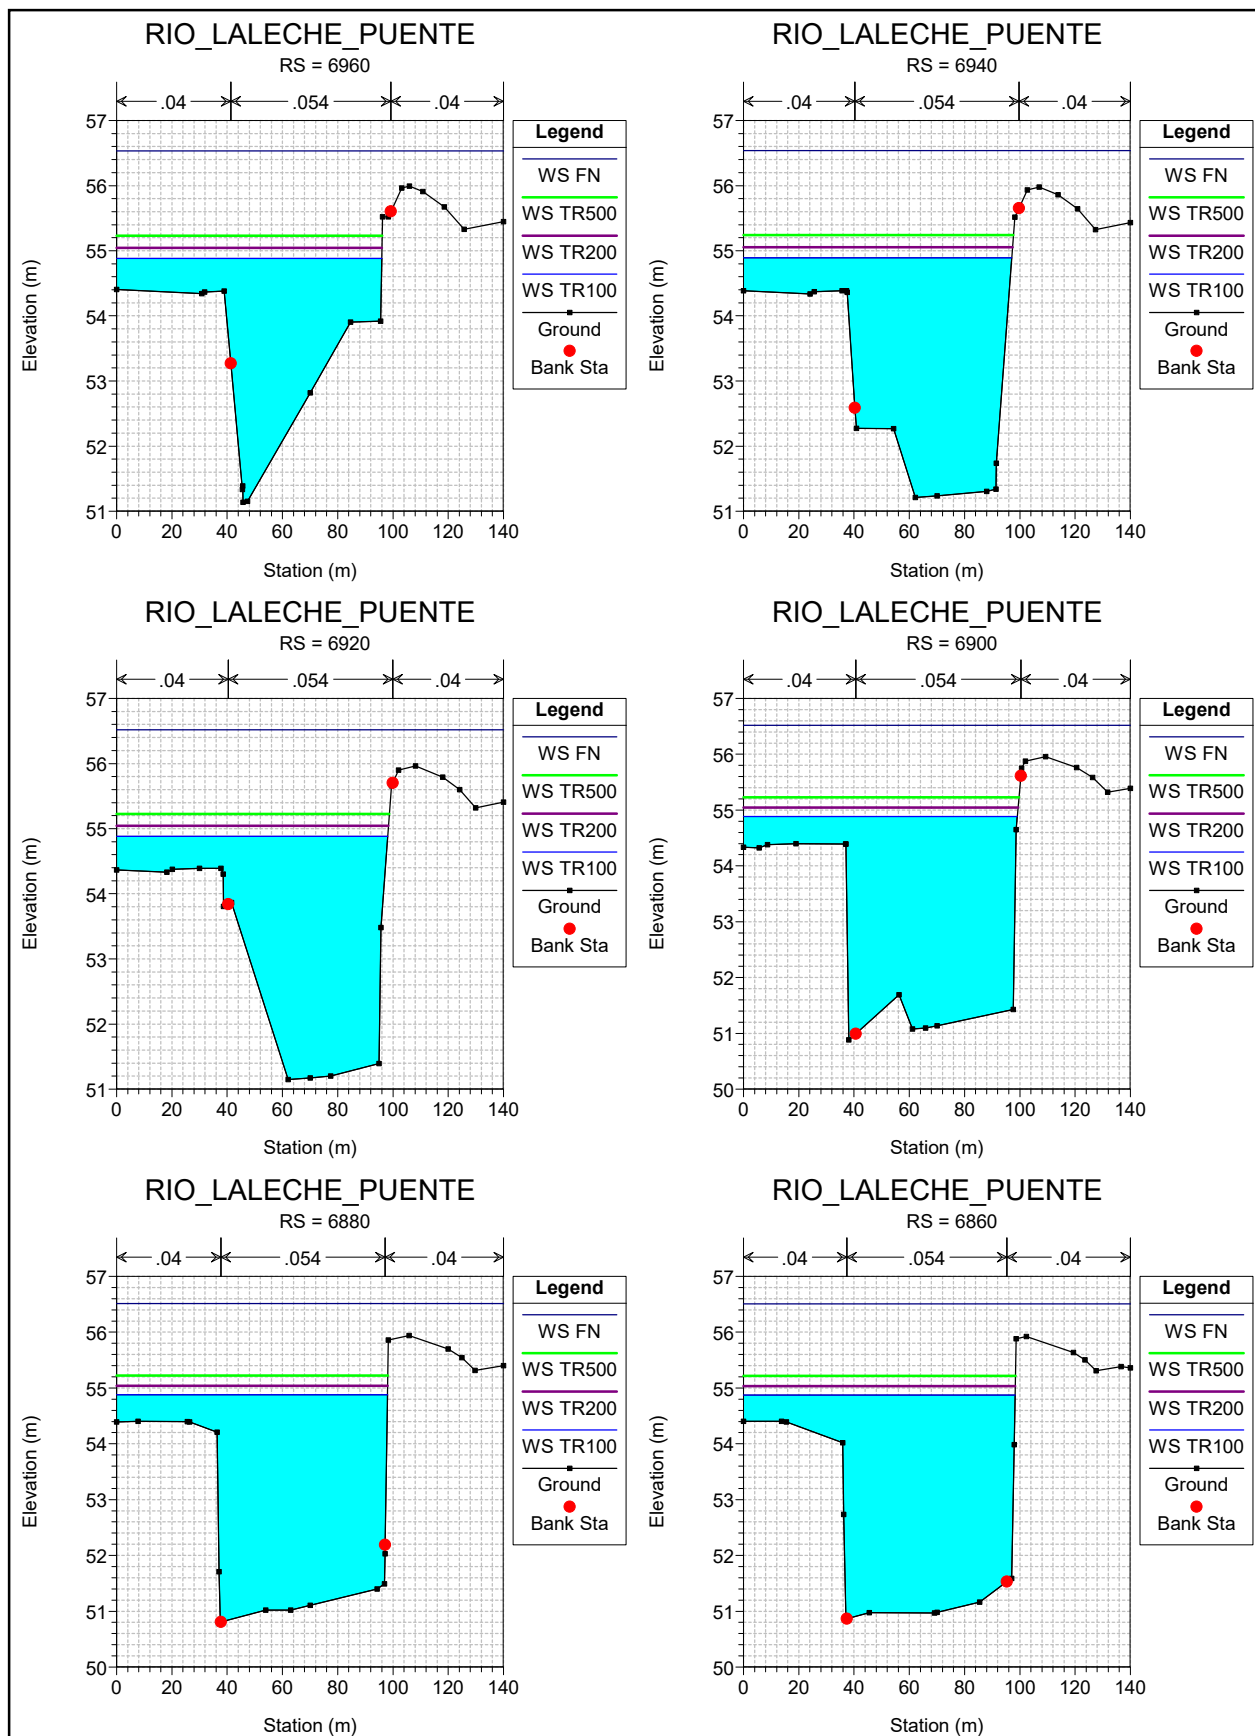 RIO_LALECHE_PUENTE
RS = 6960
.04 .054 .04
57
56
55
54
53
52
51
Elevation (m)
0 20 40 60 80 100 120 140
Station (m)
Legend
WS FN
WS TR500
WS TR200
WS TR100
Ground
Bank Sta
RIO_LALECHE_PUENTE
RS = 6940
.04 .054 .04
57
56
55
54
53
52
51
Elevation (m)
0 20 40 60 80 100 120 140
Station (m)
Legend
WS FN
WS TR500
WS TR200
WS TR100
Ground
Bank Sta
RIO_LALECHE_PUENTE
RS = 6920
.04 .054 .04
57
56
55
54
53
52
51
Elevation (m)
0 20 40 60 80 100 120 140
Station (m)
Legend
WS FN
WS TR500
WS TR200
WS TR100
Ground
Bank Sta
RIO_LALECHE_PUENTE
RS = 6900
.04 .054 .04
57
56
55
54
53
52
51
50
Elevation (m)
0 20 40 60 80 100 120 140
Station (m)
Legend
WS FN
WS TR500
WS TR200
WS TR100
Ground
Bank Sta
RIO_LALECHE_PUENTE
RS = 6880
.04 .054 .04
57
56
55
54
53
52
51
50
Elevation (m)
0 20 40 60 80 100 120 140
Station (m)
Legend
WS FN
WS TR500
WS TR200
WS TR100
Ground
Bank Sta
RIO_LALECHE_PUENTE
RS = 6860
.04 .054 .04
57
56
55
54
53
52
51
50
Elevation (m)
0 20 40 60 80 100 120 140
Station (m)
Legend
WS FN
WS TR500
WS TR200
WS TR100
Ground
Bank Sta